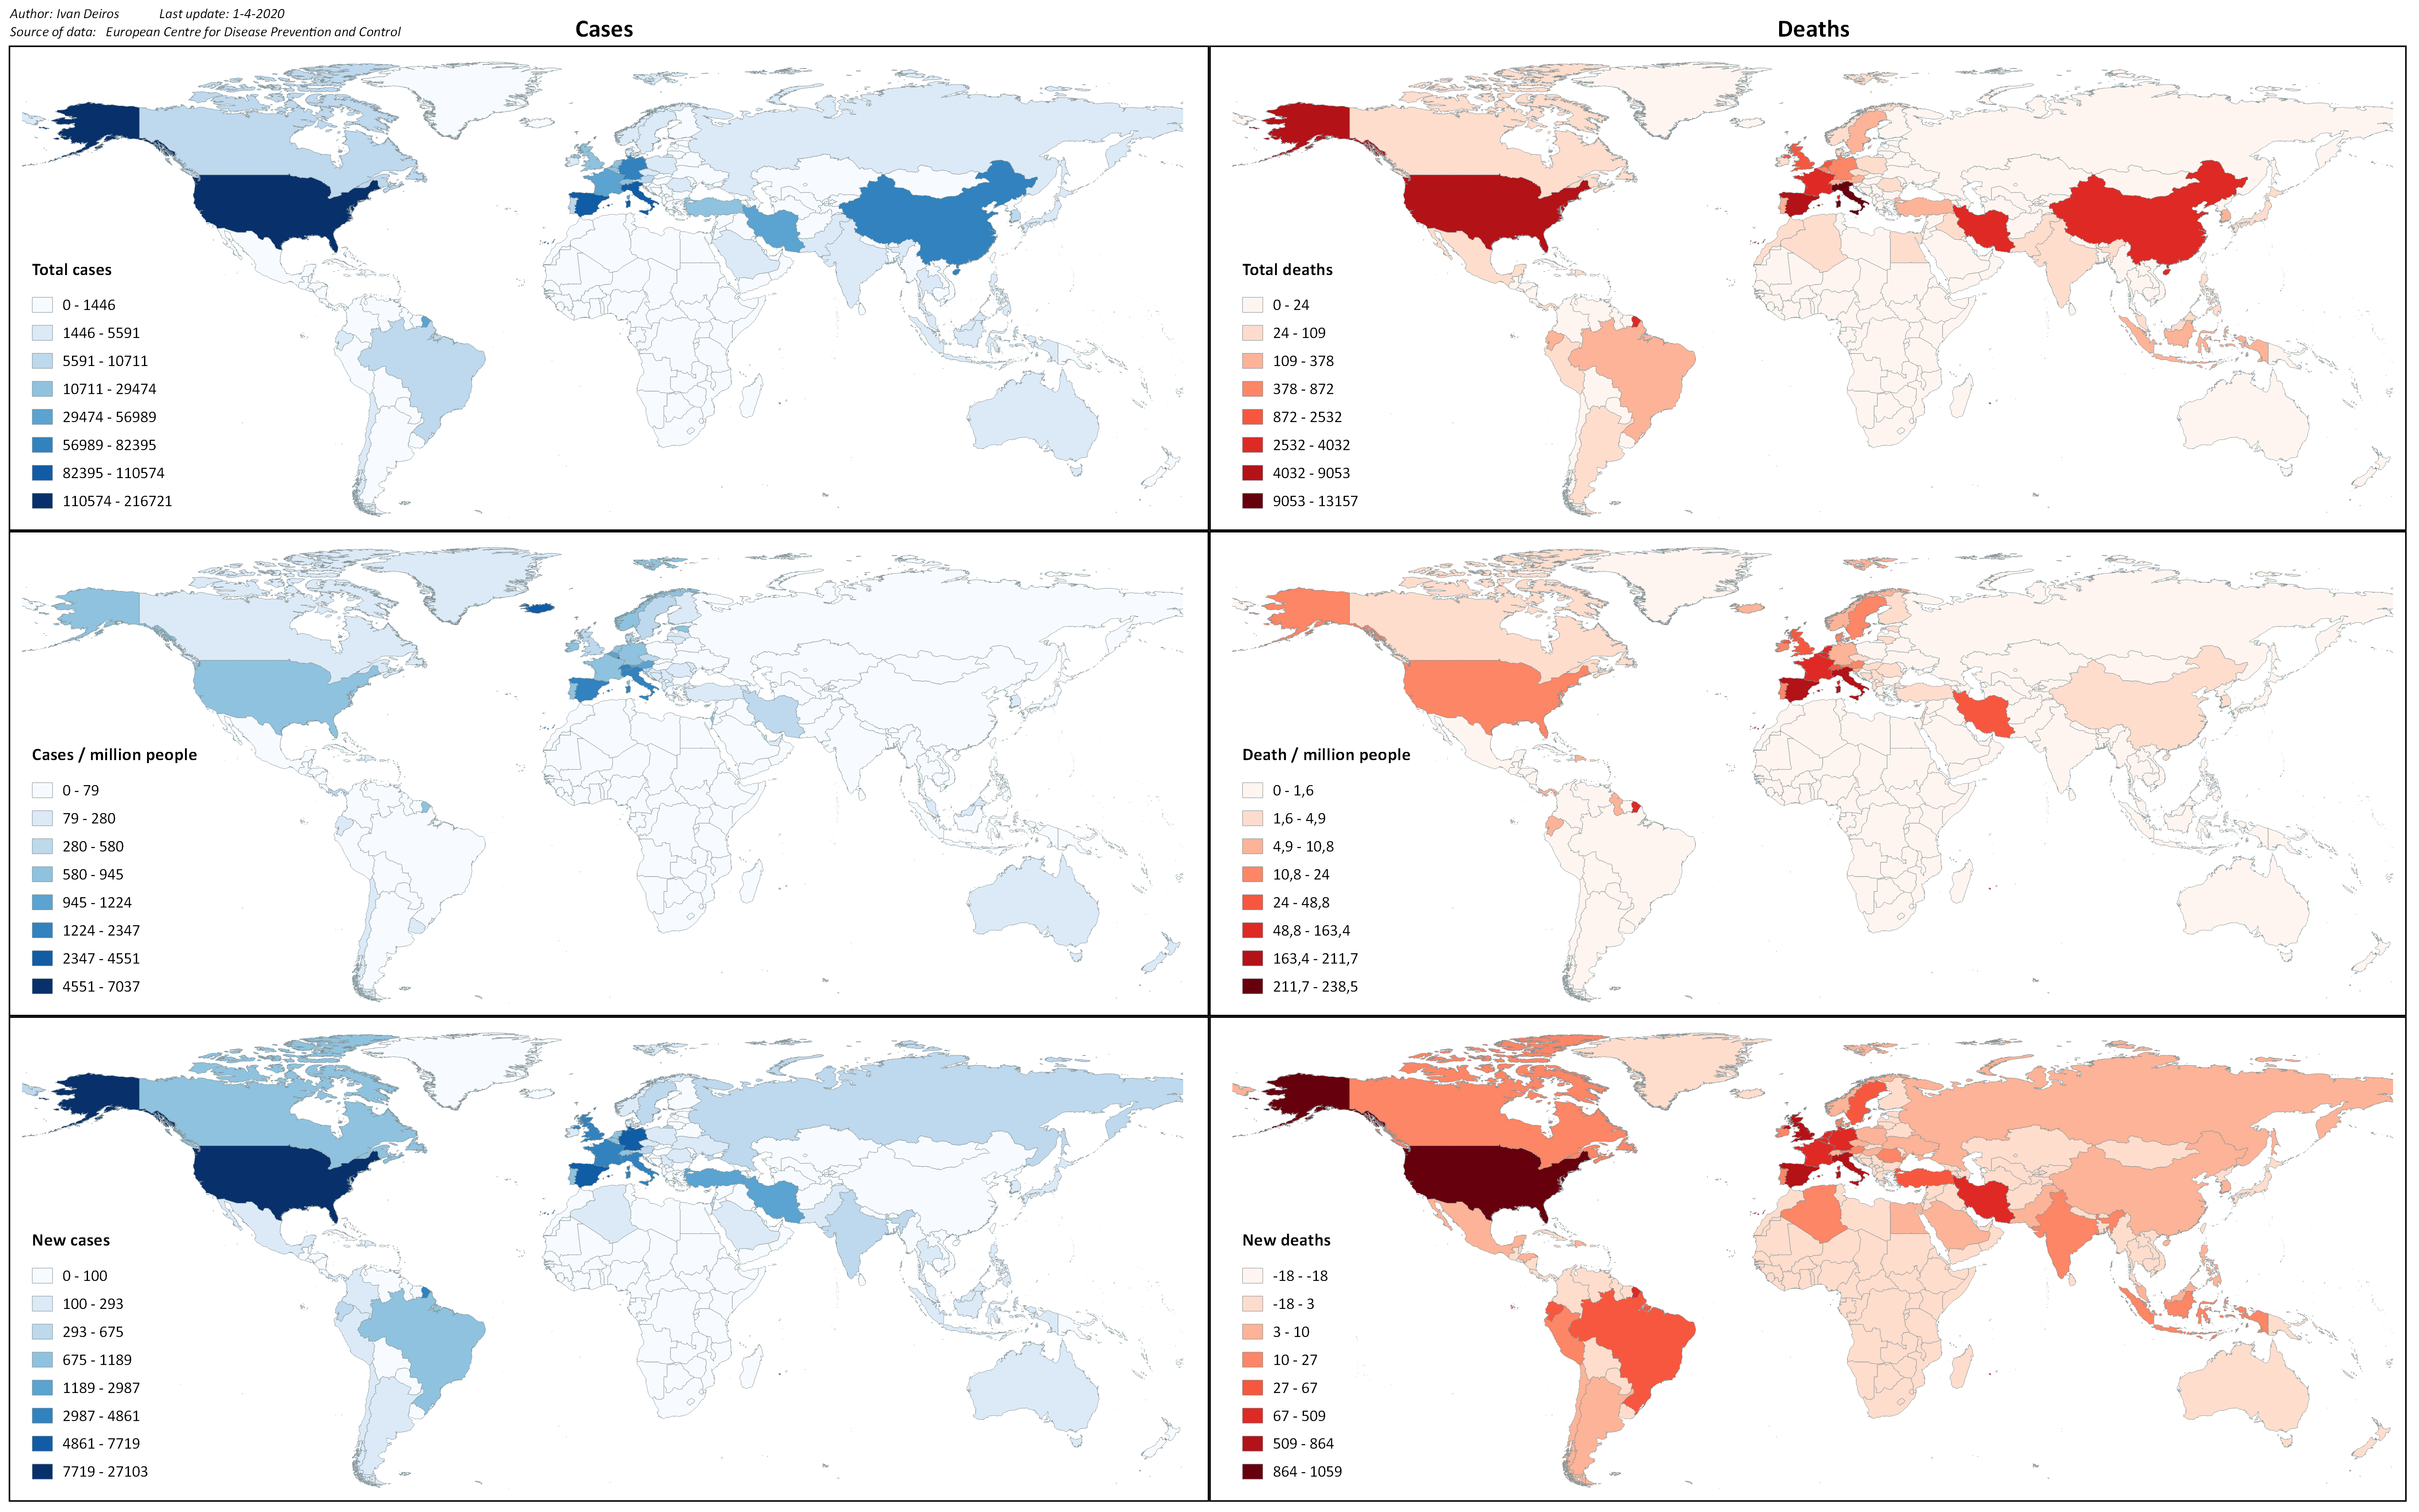 Author: Ivan Deiros Last update: 1-4-2020
Source of data: European Centre for Disease Prevention and Control
Cases
Deaths
Total cases
0 - 1446
1446 - 5591
5591 - 10711
10711 - 29474
29474 - 56989
56989 - 82395
82395 - 110574
110574 - 216721
Total deaths
0 - 24
24 - 109
109 - 378
378 - 872
872 - 2532
2532 - 4032
4032 - 9053
9053 - 13157
Cases / million people
0 - 79
79 - 280
280 - 580
580 - 945
945 - 1224
1224 - 2347
2347 - 4551
4551 - 7037
Death / million people
0 - 1,6
1,6 - 4,9
4,9 - 10,8
10,8 - 24
24 - 48,8
48,8 - 163,4
163,4 - 211,7
211,7 - 238,5
New cases
0 - 100
100 - 293
293 - 675
675 - 1189
1189 - 2987
2987 - 4861
4861 - 7719
7719 - 27103
New deaths
-18 - -18
-18 - 3
3 - 10
10 - 27
27 - 67
67 - 509
509 - 864
864 - 1059